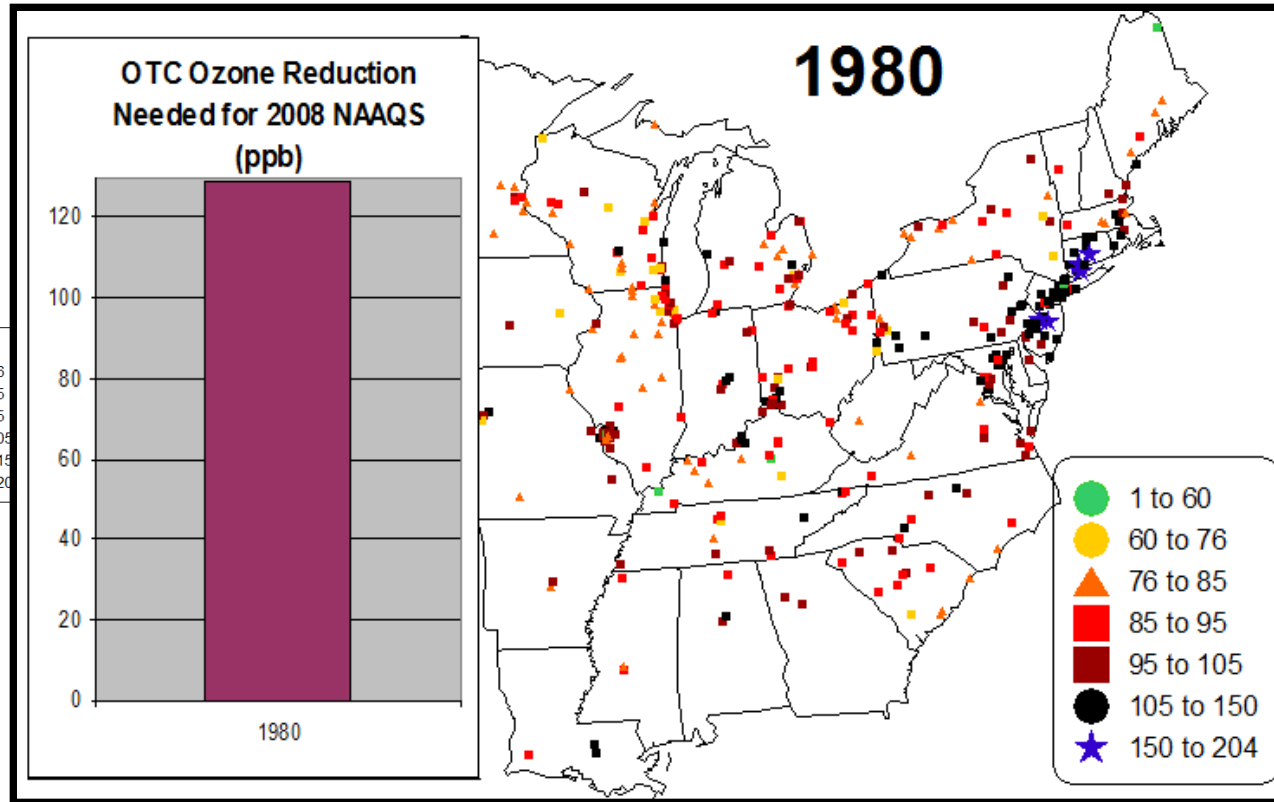 OTC Ozone Reduction
Needed for 2008 NAAQS
(ppb)
120
100
80
60
40
20
0
1980
1980
1 to 60
60 to 76
76 to 85
85 to 95
95 to 105
105 to 150
150 to 204